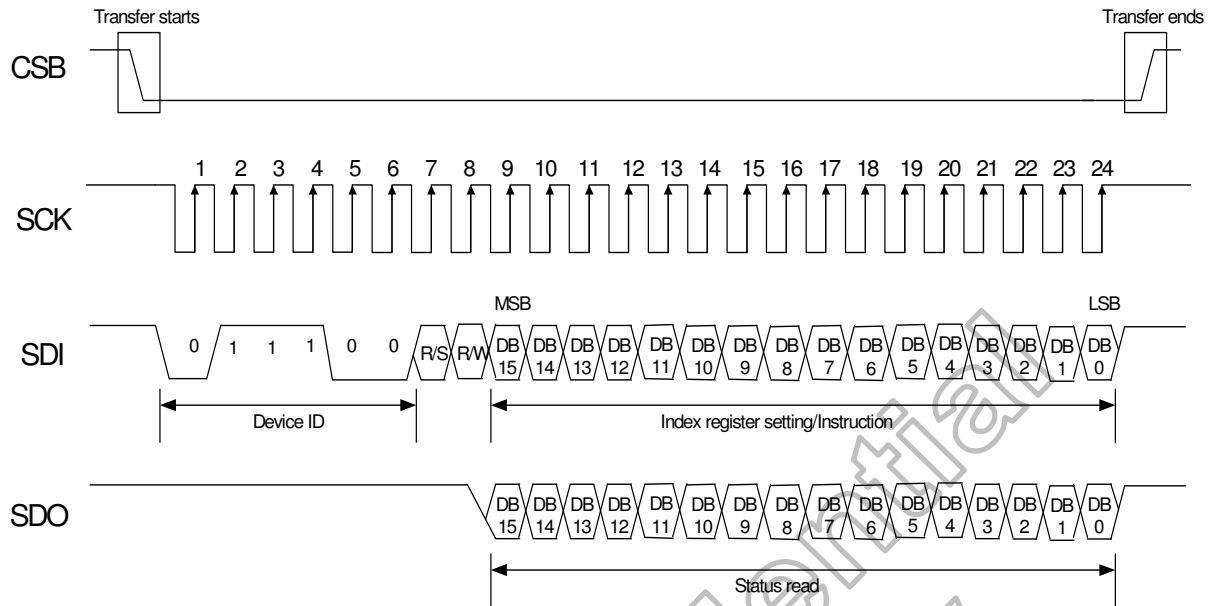 Transfer starts
Transfer ends
CSB
1 2 3 4 5 6 7 8 9 10 11 12 13 14 15 16 17 18 19 20 21 22 23 24
SCK
MSB
LSB
SDI
0 1 1 1 0 0 R/S R/W DB 15 DB 14 DB 13 DB 12 DB 11 DB 10 DB 9 DB 8 DB 7 DB 6 DB 5 DB 4 DB 3 DB 2 DB 1 DB 0
Device ID
Index register setting/Instruction
SDO
DB 15 DB 14 DB 13 DB 12 DB 11 DB 10 DB 9 DB 8 DB 7 DB 6 DB 5 DB 4 DB 3 DB 2 DB 1 DB 0
Status read